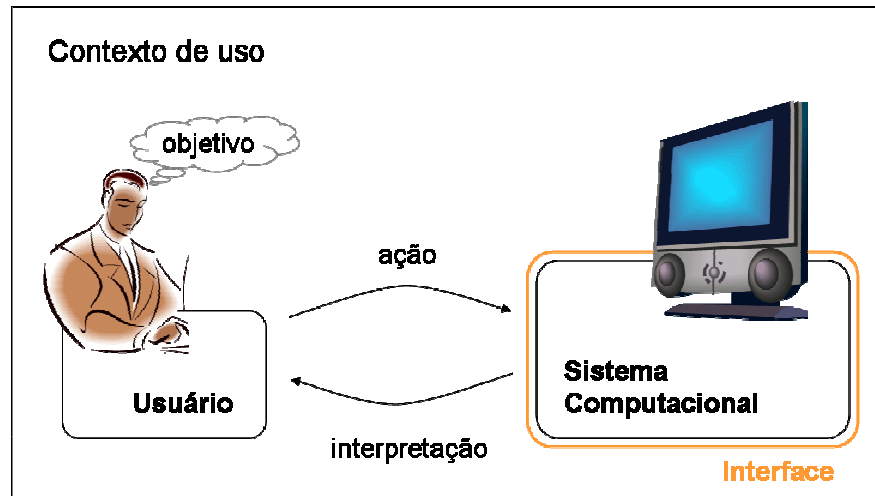 Contexto de uso
objetivo
ação
Usuário
Sistema
Computacional
interpretação
Interface